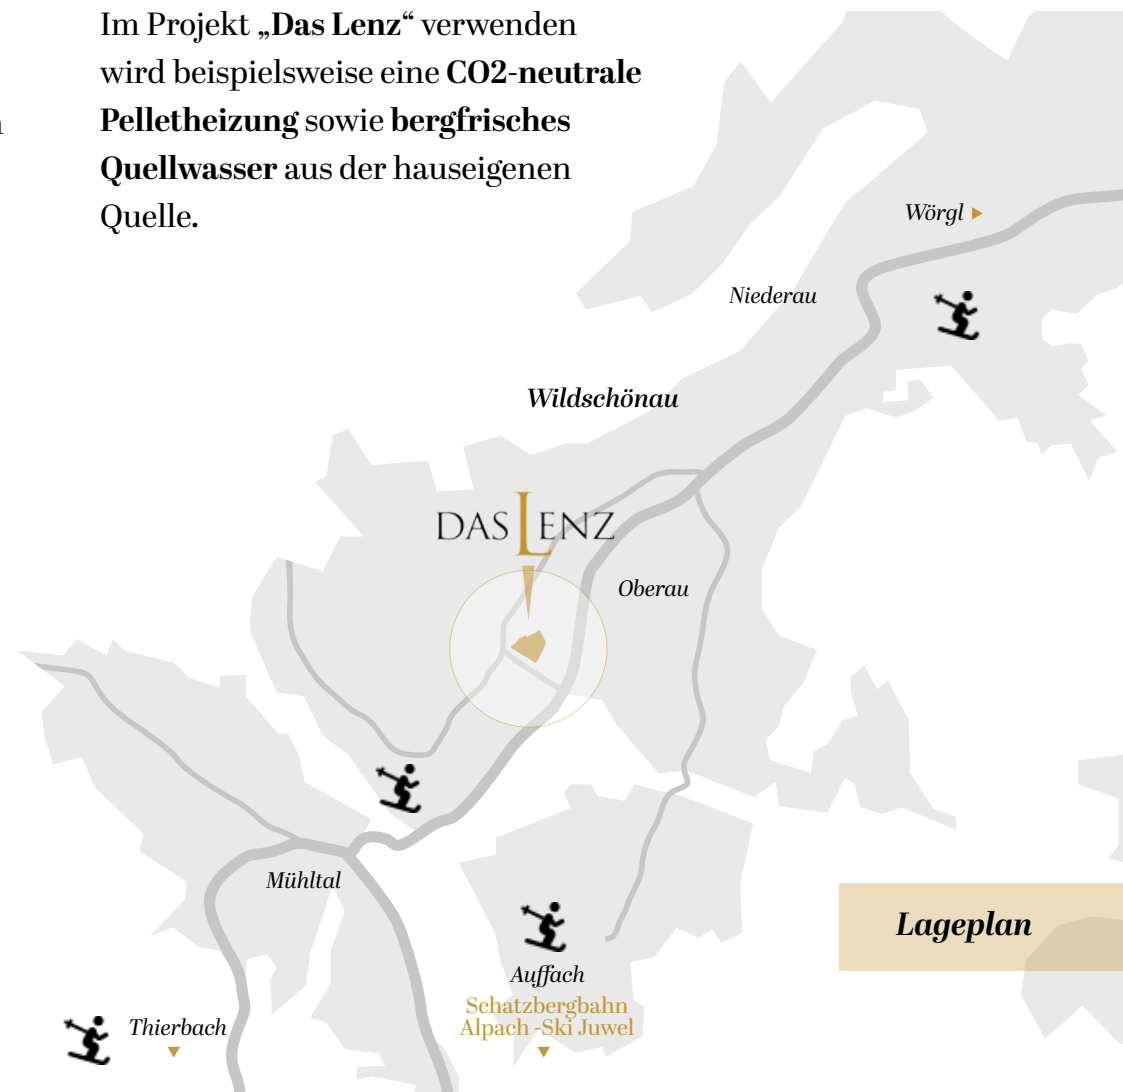 Im Projekt „Das Lenz“ verwenden
wird beispielsweise eine CO2-neutrale
Pelletheizung sowie bergfrisches
Quellwasser aus der hauseigenen
Quelle.
Wörgl
Niederau
Wildschönau
DAS LENZ
Oberau
Mühltal
Lageplan
Auffach
Schatzbergbahn
Alpach -Ski Juwel
Thierbach